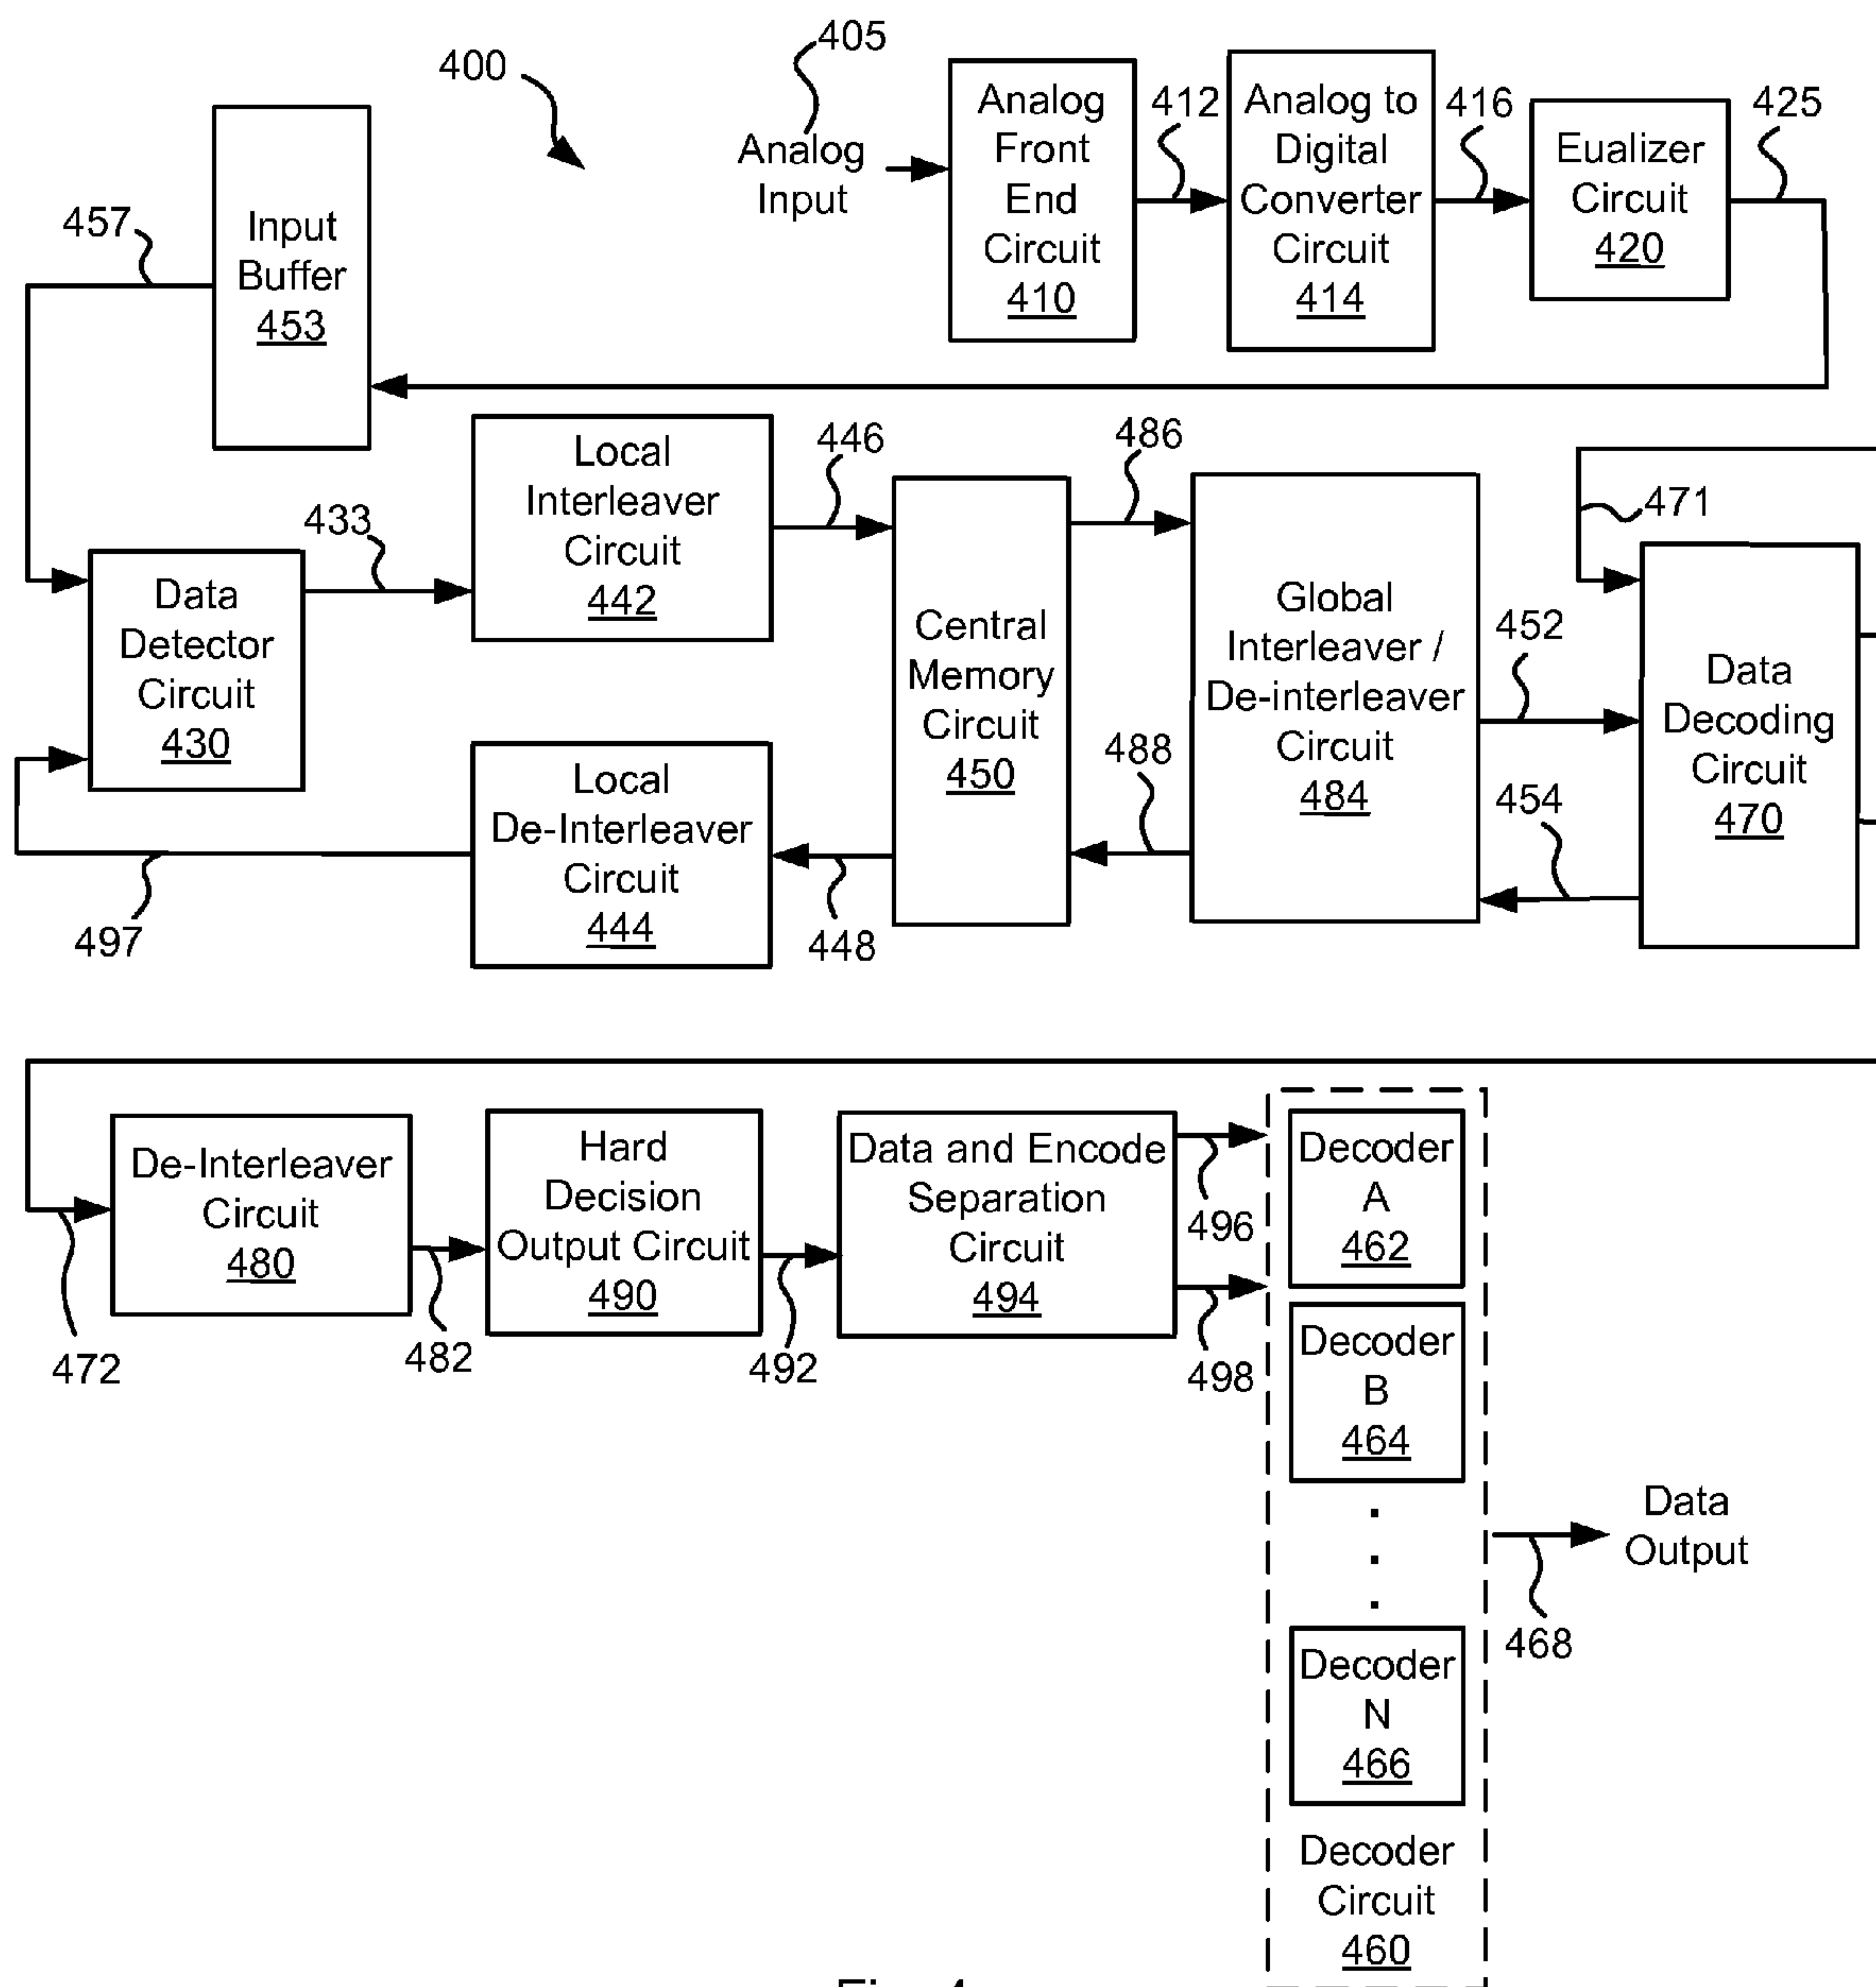 400
405
Analog
Input
Analog
Front
End
Circuit
410
412
Analog to
Digital
Converter
Circuit
414
416
Eualizer
Circuit
420
425
457
Input
Buffer
453
433
Data
Detector
Circuit
430
Local
Interleaver
Circuit
442
446
Central
Memory
Circuit
450
486
Global
Interleaver /
De-interleaver
Circuit
484
488
471
452
454
Data
Decoding
Circuit
470
497
Local
De-Interleaver
Circuit
444
448
472
De-Interleaver
Circuit
480
482
Hard
Decision
Output Circuit
490
492
Data and Encode
Separation
Circuit
494
496
498
Decoder
A
462
Decoder
B
464
.
.
.
Decoder
N
466
Decoder
Circuit
460
468
Data
Output